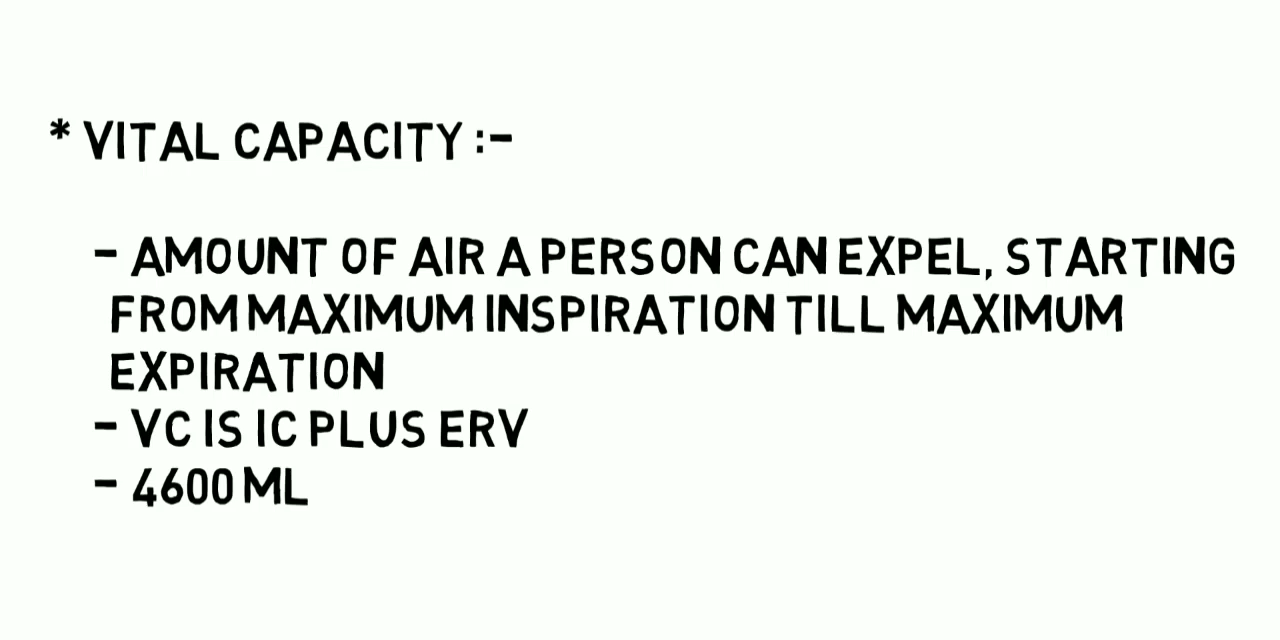 * VITAL CAPACITY :-
- AMOUNT OF AIR A PERSON CAN EXPEL, STARTING
FROM MAXIMUM INSPIRATION TILL MAXIMUM
EXPIRATION
- VC IS IC PLUS ERV
- 4600 ML